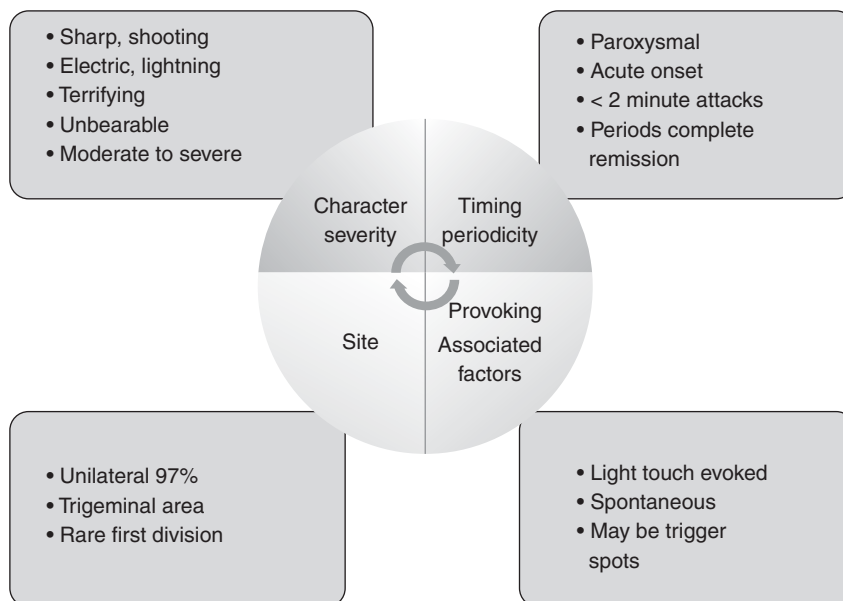 • Sharp, shooting
• Electric, lightning
• Terrifying
• Unbearable
• Moderate to severe
• Paroxysmal
• Acute onset
• < 2 minute attacks
• Periods complete
remission
Character
severity
Timing
periodicity
Site
Provoking
Associated
factors
• Unilateral 97%
• Trigeminal area
• Rare first division
• Light touch evoked
• Spontaneous
• May be trigger
spots